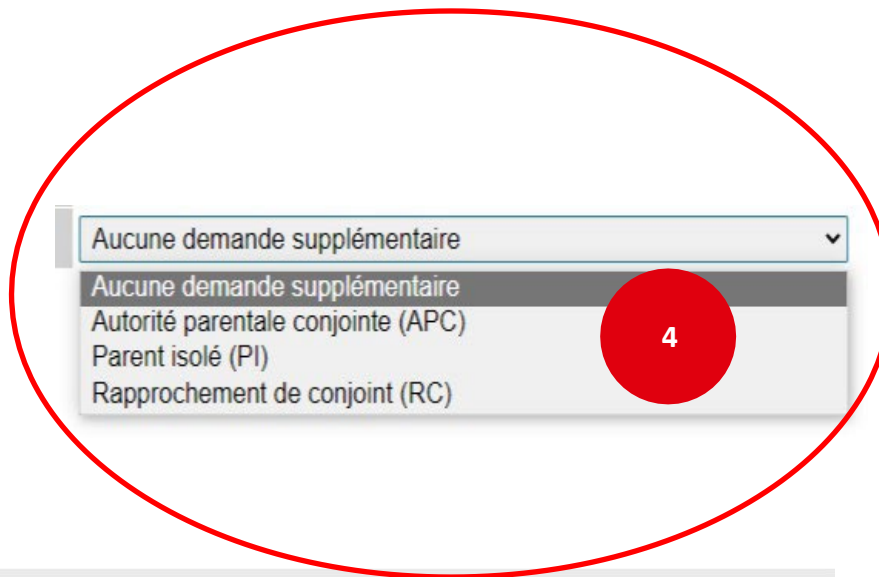 Aucune demande supplémentaire
Aucune demande supplémentaire
Autorité parentale conjointe (APC)
4
Parent isolé (PI)
Rapprochement de conjoint (RC)